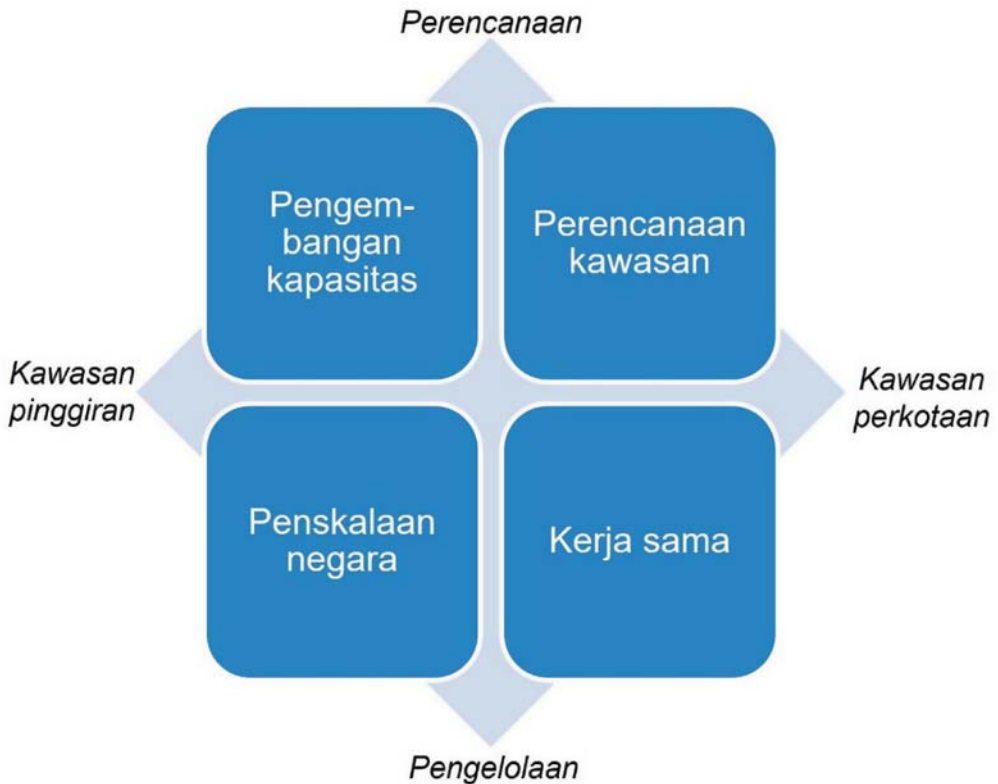 Perencanaan
Pengem-
bangan
kapasitas
Perencanaan
kawasan
Kawasan
pinggiran
Kawasan
perkotaan
Penskalaan
negara
Kerja sama
Pengelolaan